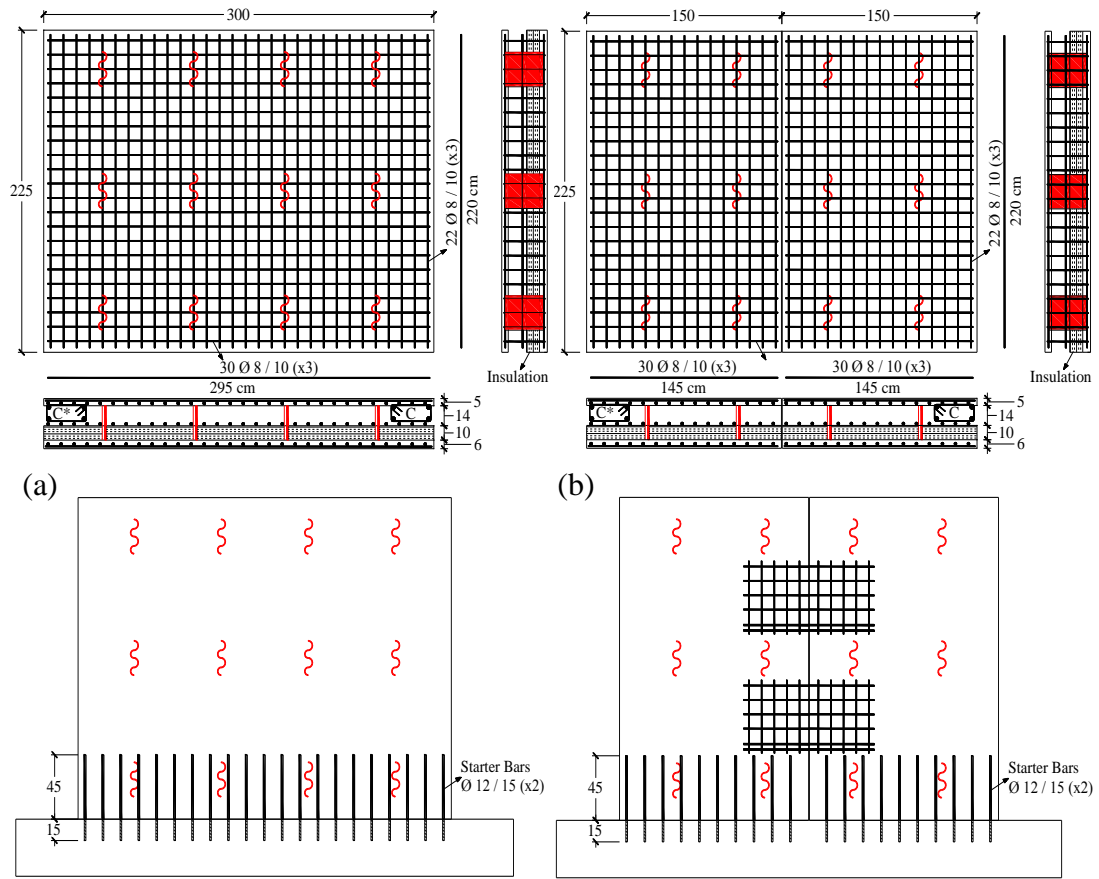 300
225
22 Ø 8 / 10 (x3)
220 cm
30 Ø 8 / 10 (x3)
295 cm
Insulation
C*
C
5
14
10
6
150
150
225
22 Ø 8 / 10 (x3)
220 cm
30 Ø 8 / 10 (x3)
30 Ø 8 / 10 (x3)
145 cm
145 cm
Insulation
C*
C
5
14
10
6
(a)
45
15
Starter Bars
Ø 12 / 15 (x2)
(b)
45
15
Starter Bars
Ø 12 / 15 (x2)